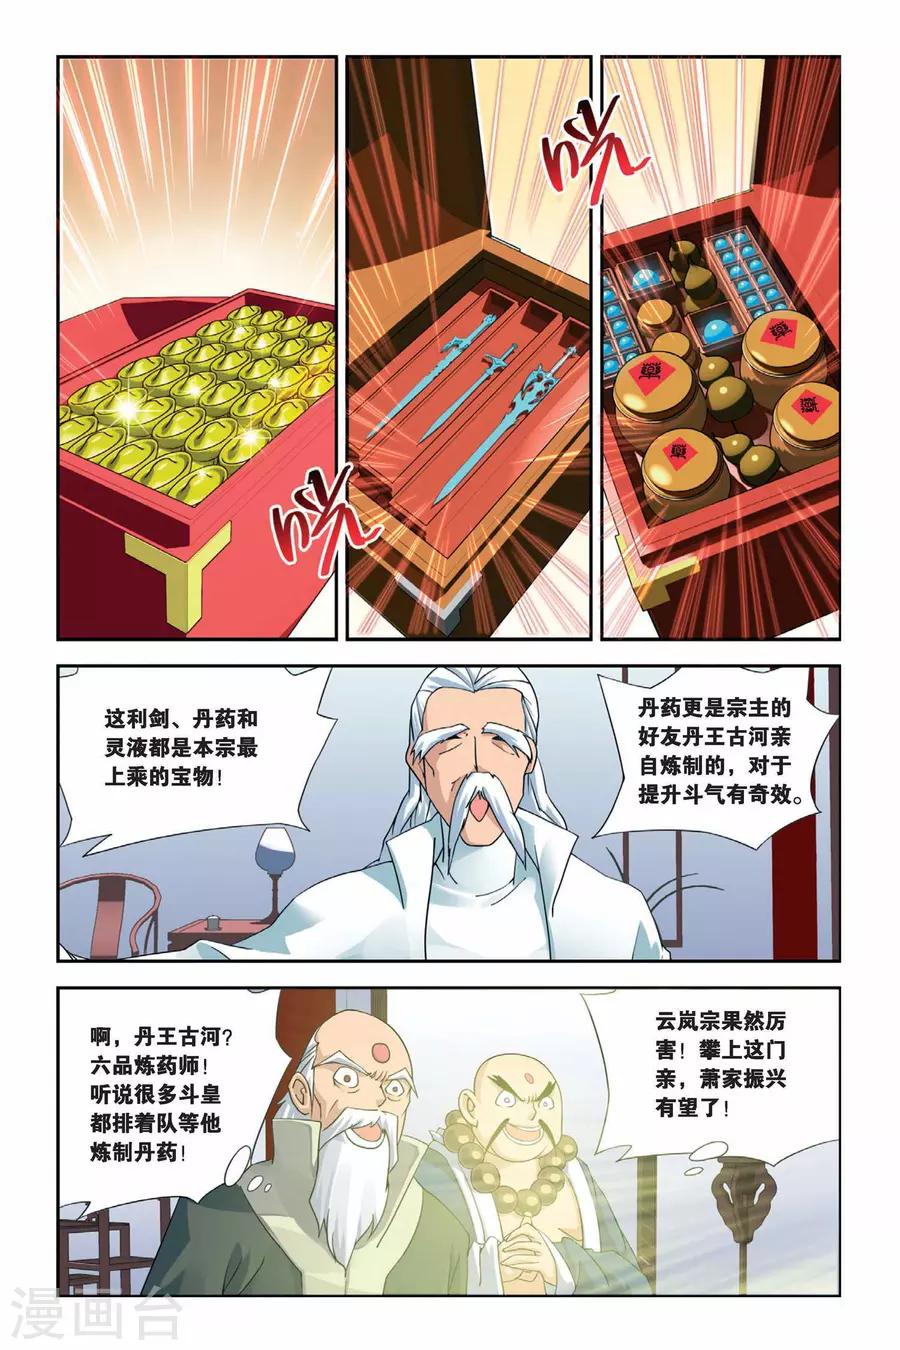 咣
咣
藥
藥
藥
藥
这利剑、丹药和
灵液都是本宗最
上乘的宝物！
丹药更是宗主的
好友丹王古河亲
自炼制的，对于
提升斗气有奇效。
啊，丹王古河？
六品炼药师！
听说很多斗皇
都排着队等他
炼制丹药！
云岚宗果然厉
害！攀上这门
亲，萧家振兴
有望了！
漫画台